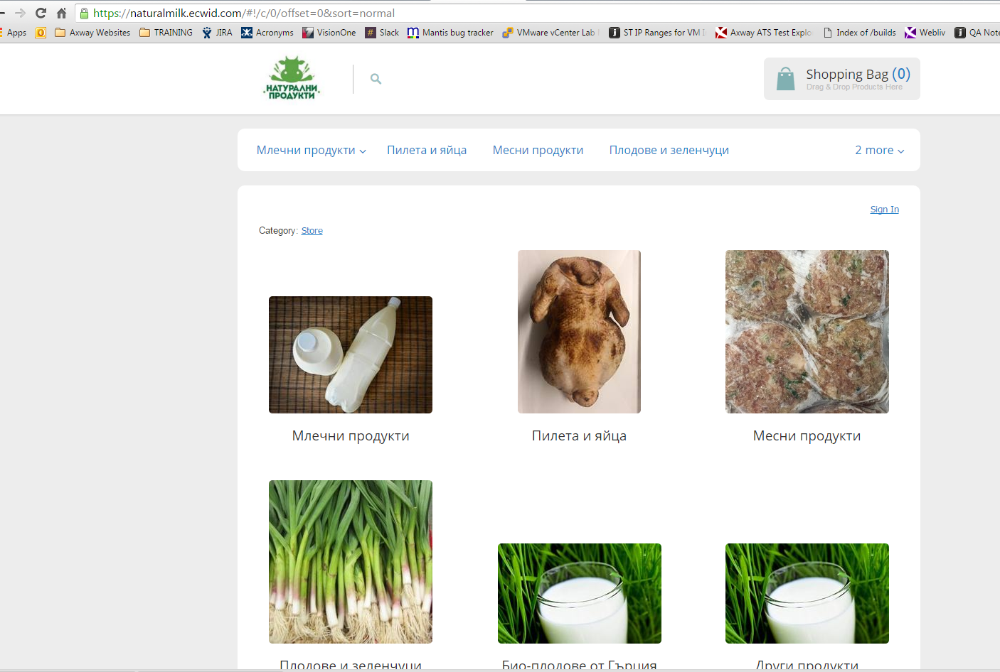 https://naturalmilk.ecwid.com/#!/c/0/offset=0&sort=normal
Apps Axway Websites TRAINING JIRA Acronyms VisionOne Slack Mantis bug tracker VMware vCenter Lab ST IP Ranges for VM Axway ATS Test Explo Index of /builds Webliv QA Note
НАТУРАЛНИ
ПРОДУКТИ
Shopping Bag (0)
Drag & Drop Products Here
Млечни продукти Пилета и яйца Месни продукти Плодове и зеленчуци 2 more
Sign In
Category: Store
Млечни продукти Пилета и яйца Месни продукти
Плодове и зеленчуци Био-плодове от Гърция Други продукти